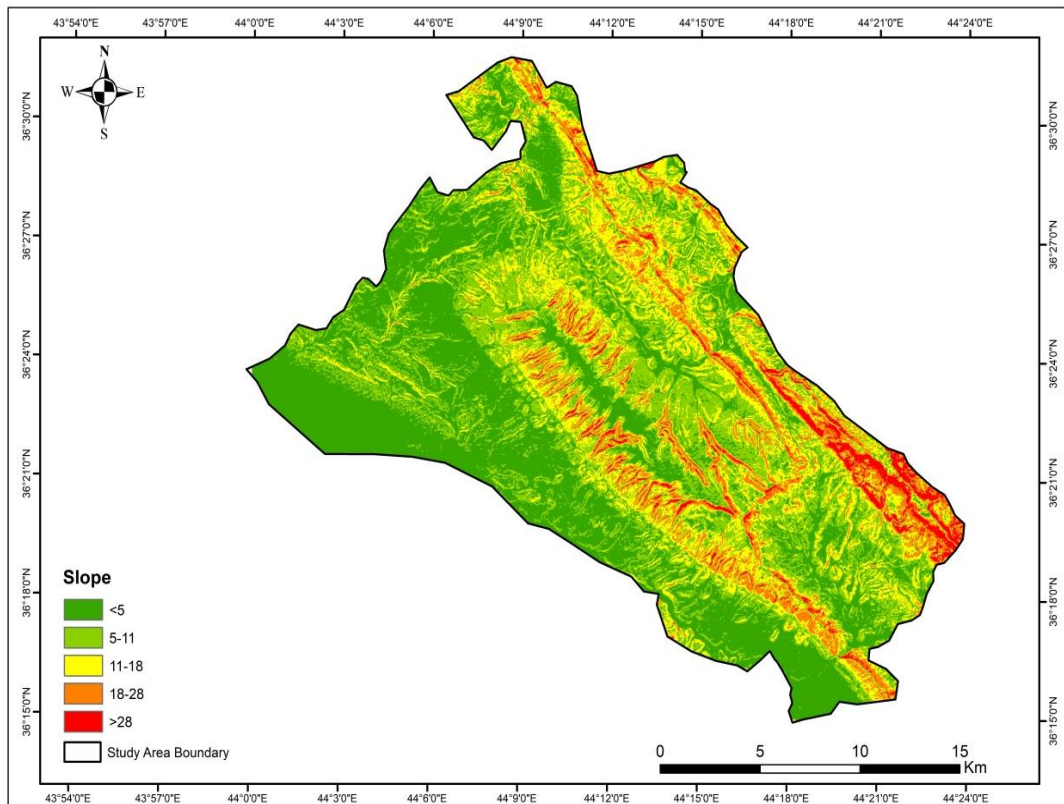 43°54'0"E 43°57'0"E 44°0'0"E 44°3'0"E 44°6'0"E 44°9'0"E 44°12'0"E 44°15'0"E 44°18'0"E 44°21'0"E 44°24'0"E
N
W E
S
36°30'0"N 36°30'0"N
36°27'0"N 36°27'0"N
36°24'0"N 36°24'0"N
36°21'0"N 36°21'0"N
36°18'0"N 36°18'0"N
36°15'0"N 36°15'0"N
Slope
<5
5-11
11-18
18-28
>28
Study Area Boundary
0 5 10 15
Km
43°54'0"E 43°57'0"E 44°0'0"E 44°3'0"E 44°6'0"E 44°9'0"E 44°12'0"E 44°15'0"E 44°18'0"E 44°21'0"E